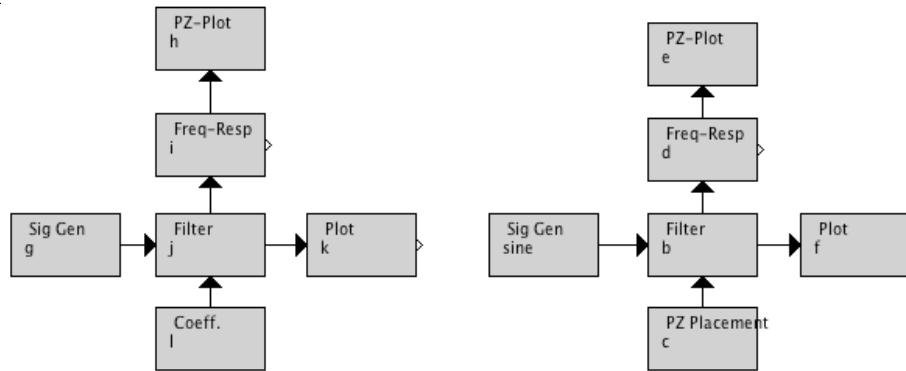 PZ-Plot
h
Freq-Resp
i
Sig Gen
g
Filter
j
Plot
k
Coeff.
l
PZ-Plot
e
Freq-Resp
d
Sig Gen
sine
Filter
b
Plot
f
PZ Placement
c